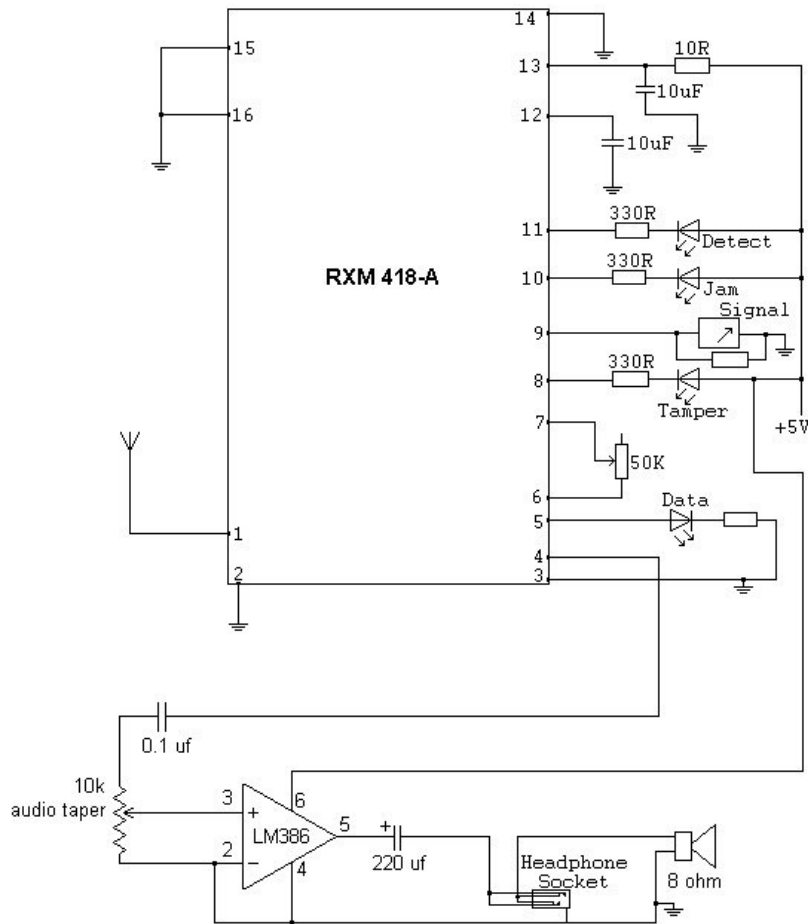 14
15
13
10R
10uF
16
12
10uF
11
330R
Detect
RXM 418-A
10
330R
Jam
Signal
9
8
330R
Tamper
+5V
7
50K
6
Data
5
4
1
3
2
0.1 uf
10k
audio taper
3
+
6
LM386
5
+
220 uf
2
−
4
Headphone
Socket
8 ohm